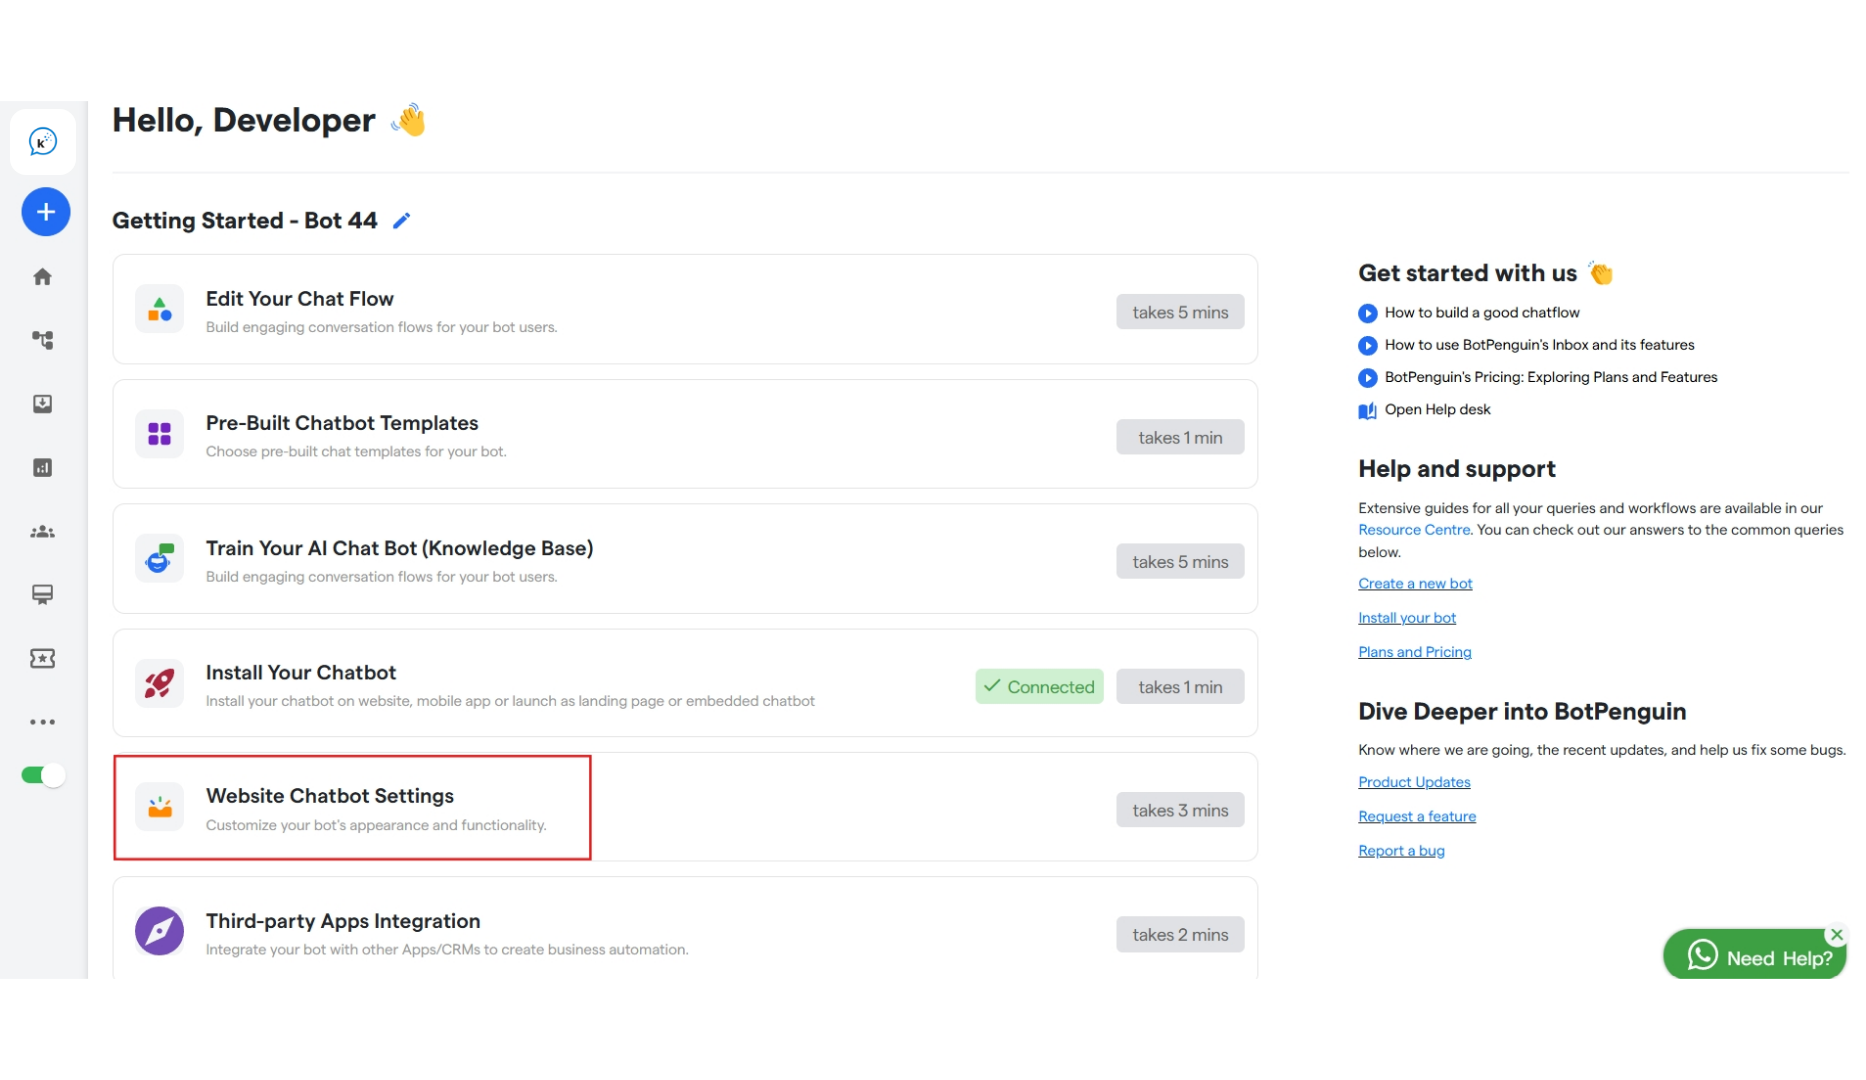 Hello, Developer
K
Getting Started - Bot 44
Edit Your Chat Flow
Build engaging conversation flows for your bot users.
takes 5 mins
Pre-Built Chatbot Templates
Choose pre-built chat templates for your bot.
takes 1 min
Train Your AI Chat Bot (Knowledge Base)
Build engaging conversation flows for your bot users.
takes 5 mins
Install Your Chatbot
Install your chatbot on website, mobile app or launch as landing page or embedded chatbot
Connected
takes 1 min
Website Chatbot Settings
Customize your bot's appearance and functionality.
takes 3 mins
Third-party Apps Integration
Integrate your bot with other Apps/CRMs to create business automation.
takes 2 mins
Get started with us
How to build a good chatflow
How to use BotPenguin's Inbox and its features
BotPenguin's Pricing: Exploring Plans and Features
Open Help desk
Help and support
Extensive guides for all your queries and workflows are available in our
Resource Centre. You can check out our answers to the common queries
below.
Create a new bot
Install your bot
Plans and Pricing
Dive Deeper into BotPenguin
Know where we are going, the recent updates, and help us fix some bugs.
Product Updates
Request a feature
Report a bug
Need Help?